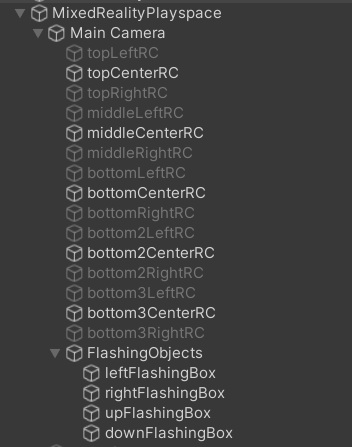 MixedRealityPlayspace
Main Camera
topLeftRC
topCenterRC
topRightRC
middleLeftRC
middleCenterRC
middleRightRC
bottomLeftRC
bottomCenterRC
bottomRightRC
bottom2LeftRC
bottom2CenterRC
bottom2RightRC
bottom3LeftRC
bottom3CenterRC
bottom3RightRC
FlashingObjects
leftFlashingBox
rightFlashingBox
upFlashingBox
downFlashingBox